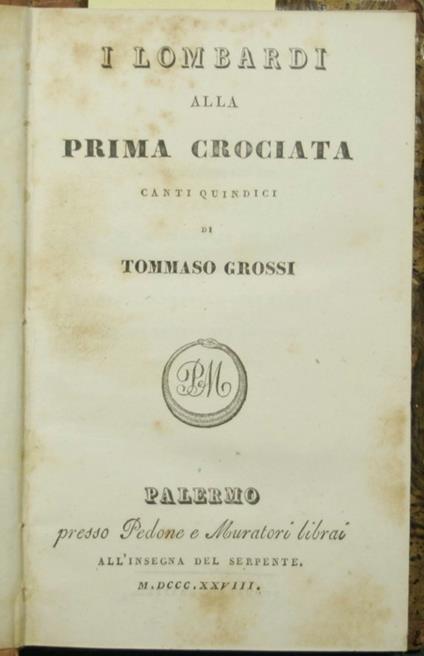 I LOMBARDI
ALLA
PRIMA CROCIATA
CANTI QUINDICI
DI
TOMMASO GROSSI
PM
PALERMO
presso Pedone e Muratori librai
ALL'INSEGNA DEL SERPENTE.
M.DCCC.XXVIII.